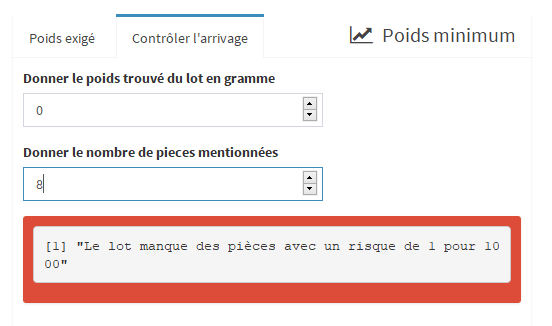 Poids exigé Contrôler l'arrivage Poids minimum
Donner le poids trouvé du lot en gramme
0
Donner le nombre de pieces mentionnées
8
[1] "Le lot manque des pièces avec un risque de 1 pour 10
00"